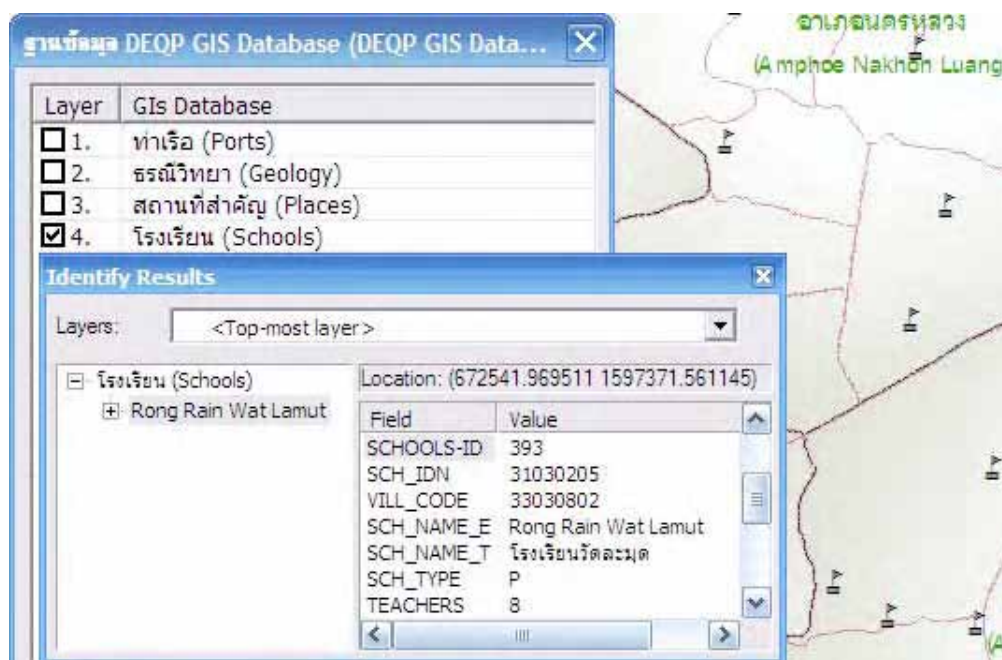 ฐานข้อมูล DEQP GIS Database (DEQP GIS Data...
อำเภอนครหลวง
(Amphoe Nakhon Luang
Layer GIs Database
1. ท่าเรือ (Ports)
2. ธรณีวิทยา (Geology)
3. สถานที่สำคัญ (Places)
4. โรงเรียน (Schools)
Identify Results
Layers: <Top-most layer>
โรงเรียน (Schools)
Rong Rain Wat Lamut
Location: (672541.969511 1597371.561145)
Field Value
SCHOOLS-ID 393
SCH_IDN 31030205
VILL_CODE 33030802
SCH_NAME_E Rong Rain Wat Lamut
SCH_NAME_T โรงเรียนวัดละมุด
SCH_TYPE P
TEACHERS 8
(A